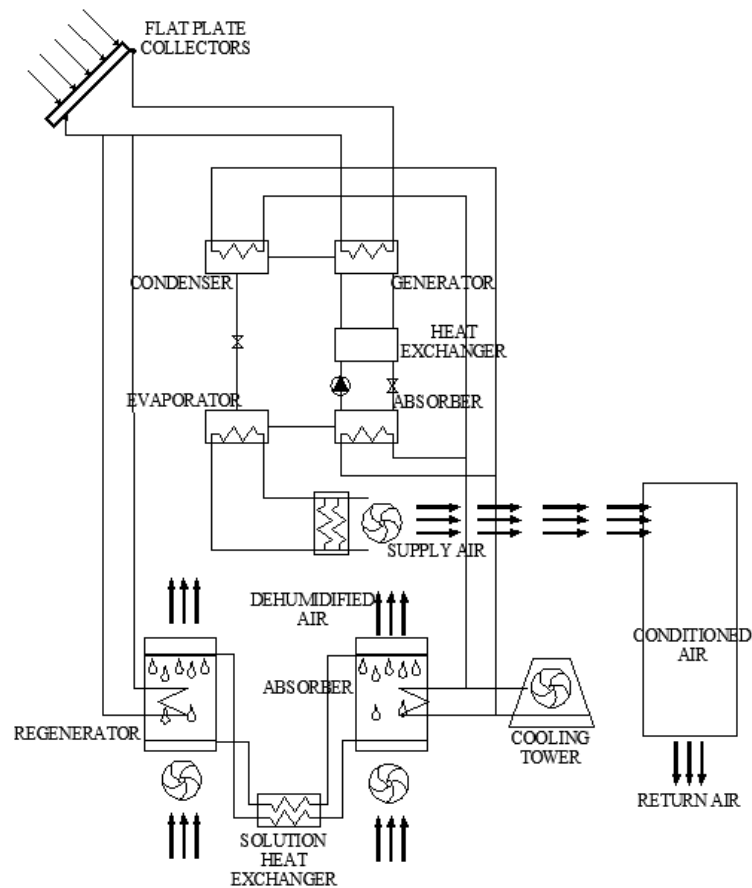 FLAT PLATE
COLLECTORS
CONDENSER
GENERATOR
HEAT
EXCHANGER
EVAPORATOR
ABSORBER
SUPPLY AIR
DEHUMIDIFIED
AIR
CONDITIONED
AIR
ABSORBER
REGENERATOR
COOLING
TOWER
RETURN AIR
SOLUTION
HEAT
EXCHANGER